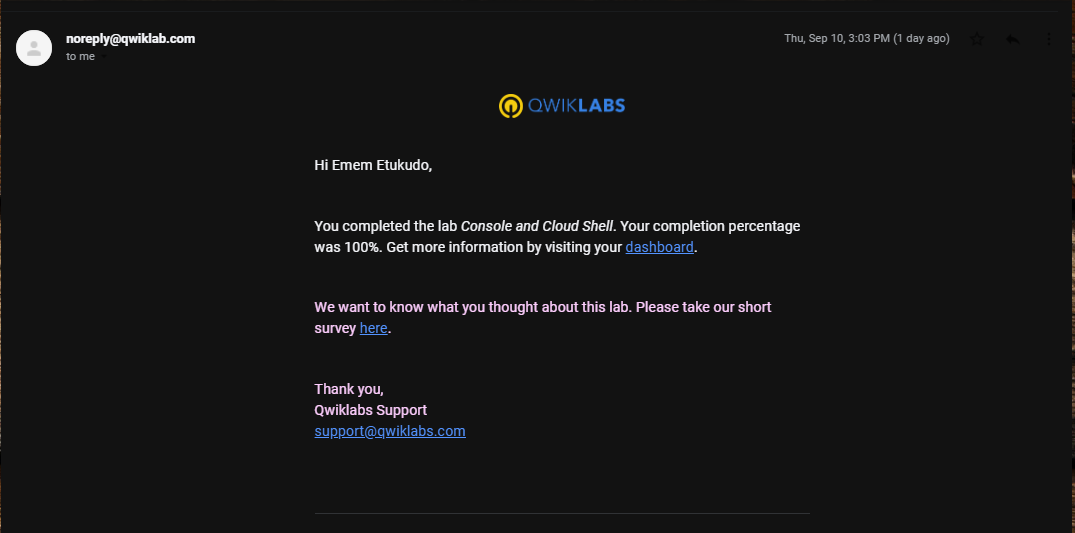 noreply@qwiklab.com
Thu, Sep 10, 3:03 PM (1 day ago)
to me
QWIKLABS
Hi Emem Etukudo,
You completed the lab Console and Cloud Shell. Your completion percentage
was 100%. Get more information by visiting your dashboard.
We want to know what you thought about this lab. Please take our short
survey here.
Thank you,
Qwiklabs Support
support@qwiklabs.com